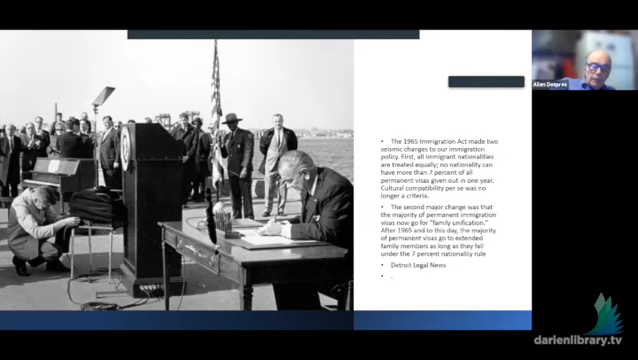 Allen Despres
• The 1965 Immigration Act made two
seismic changes to our immigration
policy. First, all immigrant nationalities
are treated equally; no nationality can
have more than 7 percent of all
permanent visas given out in one year.
Cultural compatibility per se was no
longer a criteria.
• The second major change was that
the majority of permanent immigration
visas now go for "family unification."
After 1965 and to this day, the majority
of permanent visas go to extended
family members as long as they fall
under the 7 percent nationality rule
• Detroit Legal News
• .
darienlibrary.tv